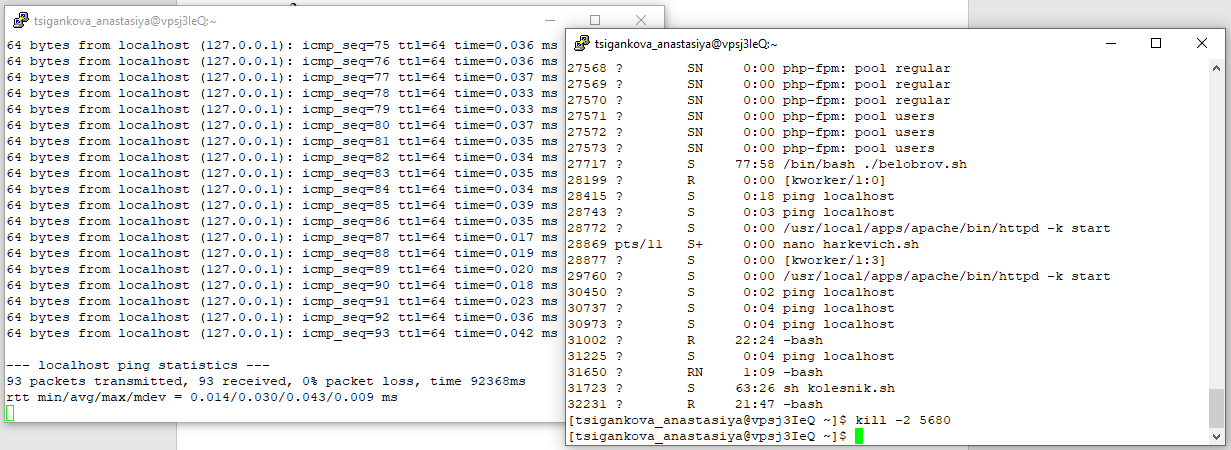 tsigankova_anastasiya@vpsj3IeQ:~
64 bytes from localhost (127.0.0.1): icmp_seq=75 ttl=64 time=0.036 ms
64 bytes from localhost (127.0.0.1): icmp_seq=76 ttl=64 time=0.036 ms
64 bytes from localhost (127.0.0.1): icmp_seq=77 ttl=64 time=0.037 ms
64 bytes from localhost (127.0.0.1): icmp_seq=78 ttl=64 time=0.033 ms
64 bytes from localhost (127.0.0.1): icmp_seq=79 ttl=64 time=0.033 ms
64 bytes from localhost (127.0.0.1): icmp_seq=80 ttl=64 time=0.037 ms
64 bytes from localhost (127.0.0.1): icmp_seq=81 ttl=64 time=0.035 ms
64 bytes from localhost (127.0.0.1): icmp_seq=82 ttl=64 time=0.034 ms
64 bytes from localhost (127.0.0.1): icmp_seq=83 ttl=64 time=0.035 ms
64 bytes from localhost (127.0.0.1): icmp_seq=84 ttl=64 time=0.034 ms
64 bytes from localhost (127.0.0.1): icmp_seq=85 ttl=64 time=0.039 ms
64 bytes from localhost (127.0.0.1): icmp_seq=86 ttl=64 time=0.035 ms
64 bytes from localhost (127.0.0.1): icmp_seq=87 ttl=64 time=0.017 ms
64 bytes from localhost (127.0.0.1): icmp_seq=88 ttl=64 time=0.019 ms
64 bytes from localhost (127.0.0.1): icmp_seq=89 ttl=64 time=0.020 ms
64 bytes from localhost (127.0.0.1): icmp_seq=90 ttl=64 time=0.018 ms
64 bytes from localhost (127.0.0.1): icmp_seq=91 ttl=64 time=0.023 ms
64 bytes from localhost (127.0.0.1): icmp_seq=92 ttl=64 time=0.036 ms
64 bytes from localhost (127.0.0.1): icmp_seq=93 ttl=64 time=0.042 ms
--- localhost ping statistics ---
93 packets transmitted, 93 received, 0% packet loss, time 92368ms
rtt min/avg/max/mdev = 0.014/0.030/0.043/0.009 ms
tsigankova_anastasiya@vpsj3IeQ:~
27568 ? SN 0:00 php-fpm: pool regular
27569 ? SN 0:00 php-fpm: pool regular
27570 ? SN 0:00 php-fpm: pool regular
27571 ? SN 0:00 php-fpm: pool users
27572 ? SN 0:00 php-fpm: pool users
27573 ? SN 0:00 php-fpm: pool users
27717 ? S 77:58 /bin/bash ./belobrov.sh
28199 ? R 0:00 [kworker/1:0]
28415 ? S 0:18 ping localhost
28743 ? S 0:03 ping localhost
28772 ? S 0:00 /usr/local/apps/apache/bin/httpd -k start
28869 pts/11 S+ 0:00 nano harkevich.sh
28877 ? S 0:00 [kworker/1:3]
29760 ? S 0:00 /usr/local/apps/apache/bin/httpd -k start
30450 ? S 0:02 ping localhost
30737 ? S 0:04 ping localhost
30973 ? S 0:04 ping localhost
31002 ? R 22:24 -bash
31225 ? S 0:04 ping localhost
31650 ? RN 1:09 -bash
31723 ? S 63:26 sh kolesnik.sh
32231 ? R 21:47 -bash
[tsigankova_anastasiya@vpsj3IeQ ~]$ kill -2 5680
[tsigankova_anastasiya@vpsj3IeQ ~]$